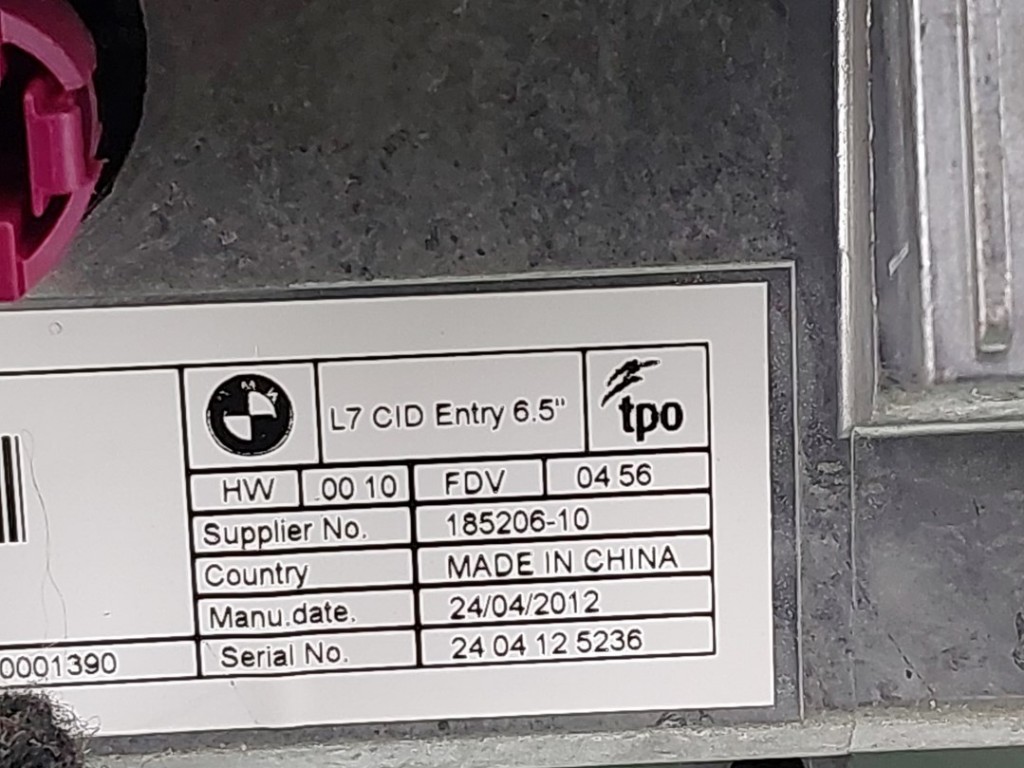 BMW
L7 CID Entry 6.5"
tpo
HW 00 10 FDV 04 56
Supplier No. 185206-10
Country MADE IN CHINA
Manu.date. 24/04/2012
0001390 Serial No. 24 04 12 5236